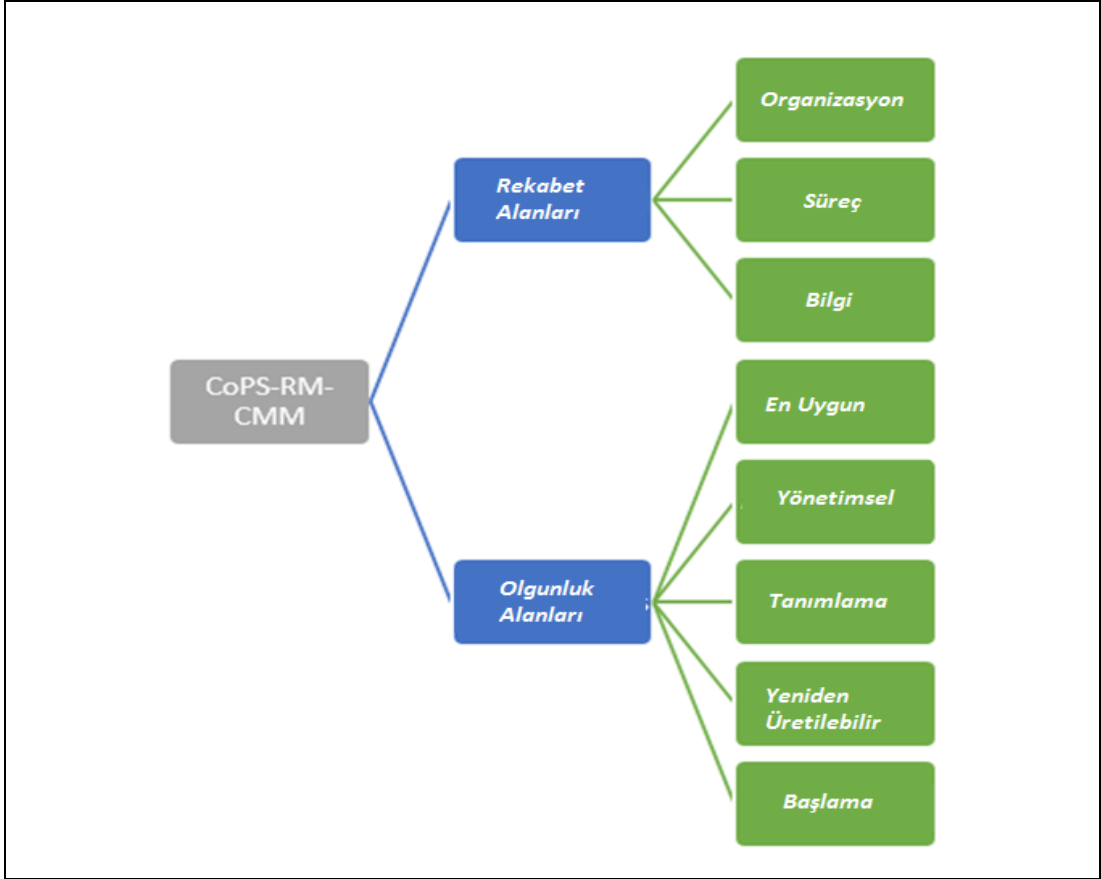 CoPS-RM-
CMM
Rekabet
Alanları
Organizasyon
Süreç
Bilgi
Olgunluk
Alanları
En Uygun
Yönetimsel
Tanımlama
Yeniden
Üretilebilir
Başlama